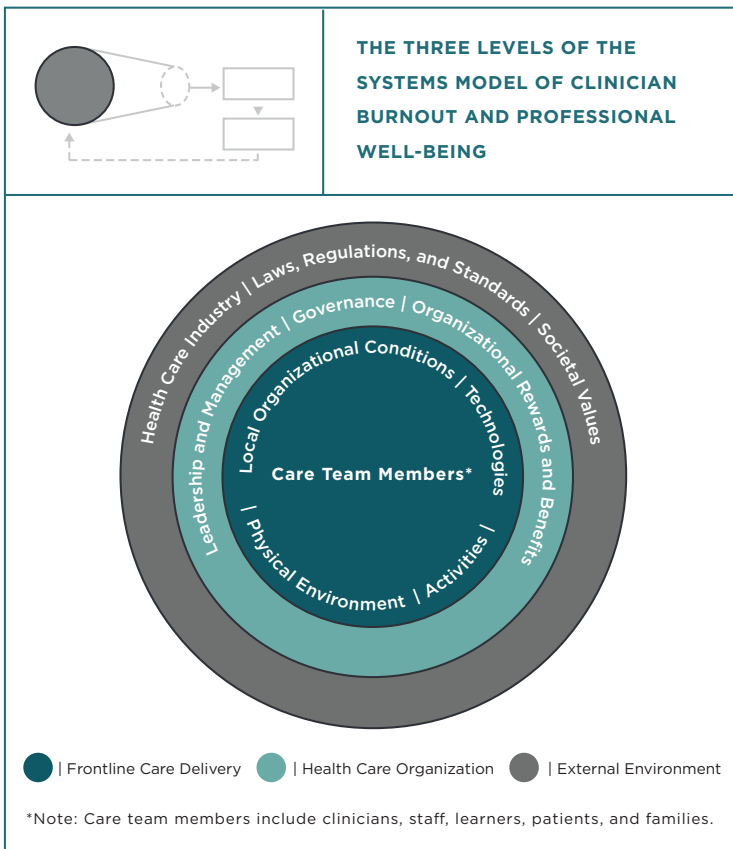 THE THREE LEVELS OF THE
SYSTEMS MODEL OF CLINICIAN
BURNOUT AND PROFESSIONAL
WELL-BEING
Health Care Industry | Laws, Regulations, and Standards | Societal Values
Leadership and Management | Governance | Organizational Rewards and Benefits
Local Organizational Conditions | Technologies
Care Team Members*
| Physical Environment | Activities |
| Frontline Care Delivery | Health Care Organization | External Environment
*Note: Care team members include clinicians, staff, learners, patients, and families.